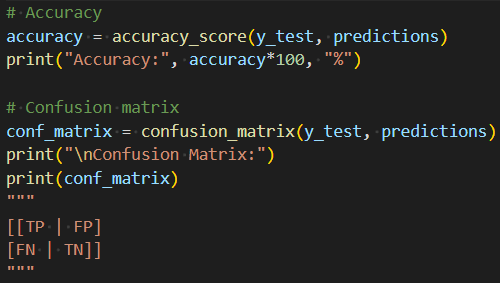 # Accuracy
accuracy = accuracy_score(y_test, predictions)
print("Accuracy:", accuracy*100, "%")
# Confusion matrix
conf_matrix = confusion_matrix(y_test, predictions)
print("\nConfusion Matrix:")
print(conf_matrix)
"""
[[TP | FP]
[FN | TN]]
"""